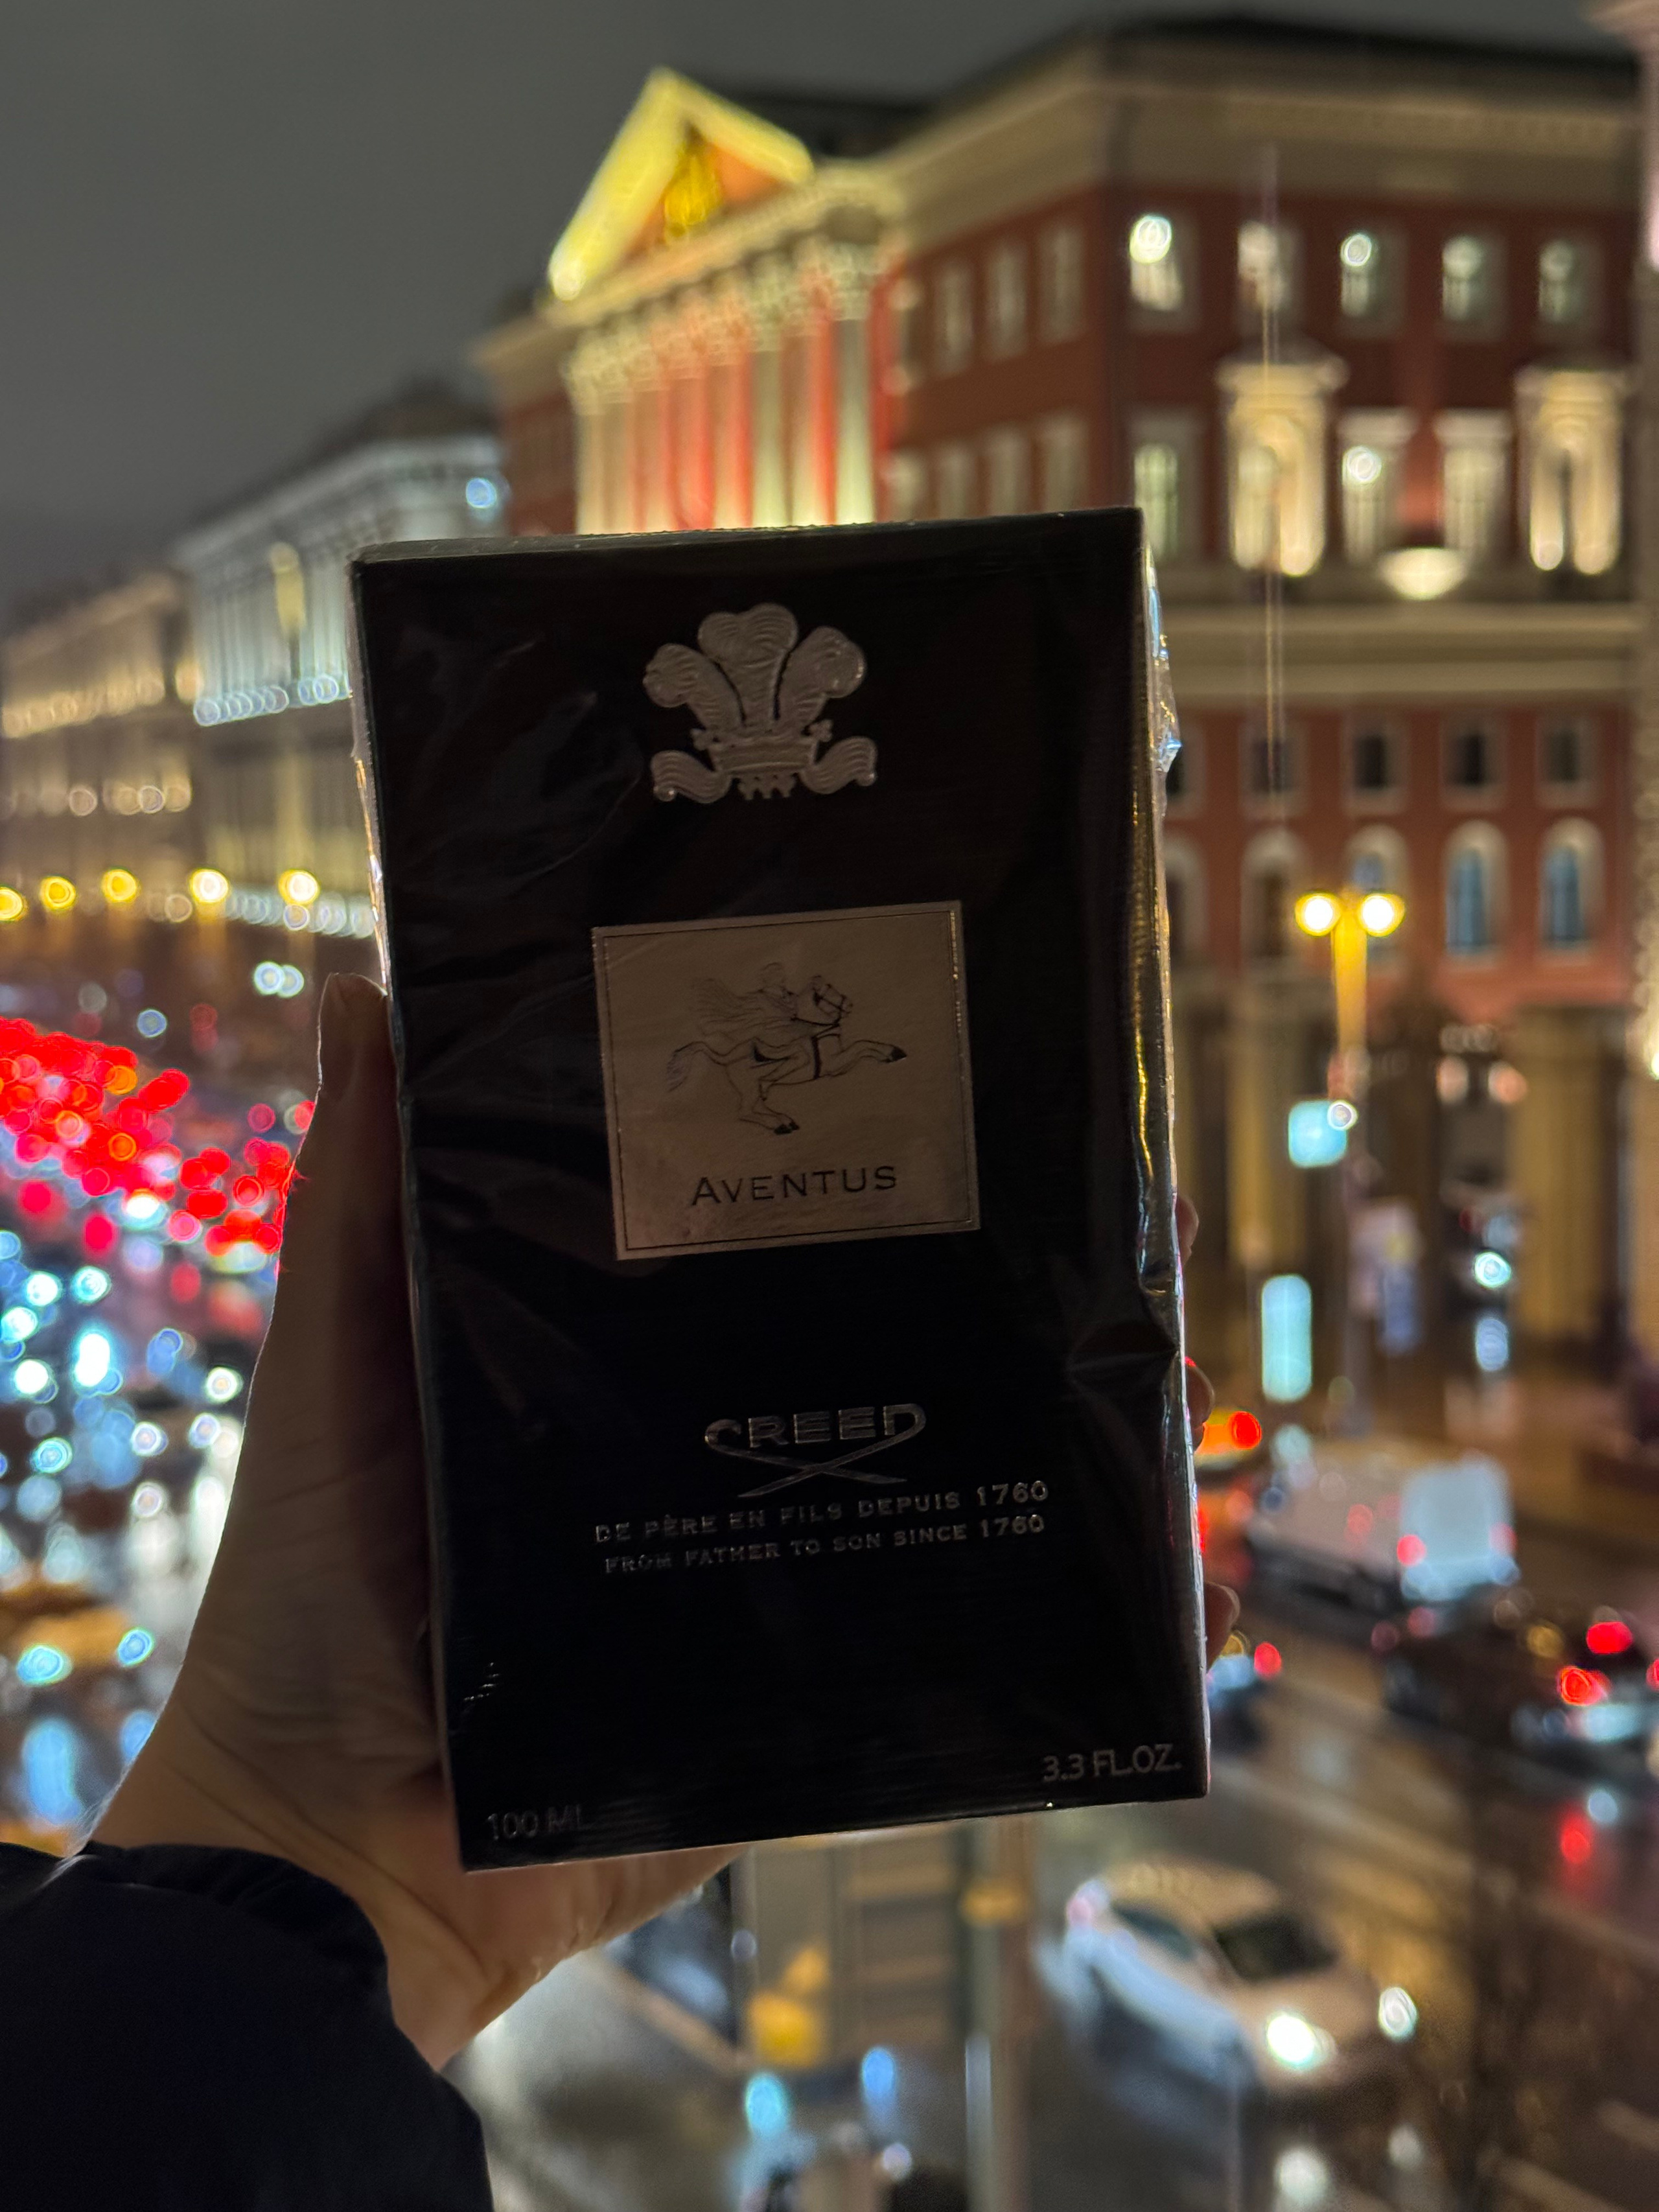 AVENTUS
CREED
DE PÈRE EN FILS DEPUIS 1760
FROM FATHER TO SON SINCE 1760
3.3 FL.OZ.
100 ML